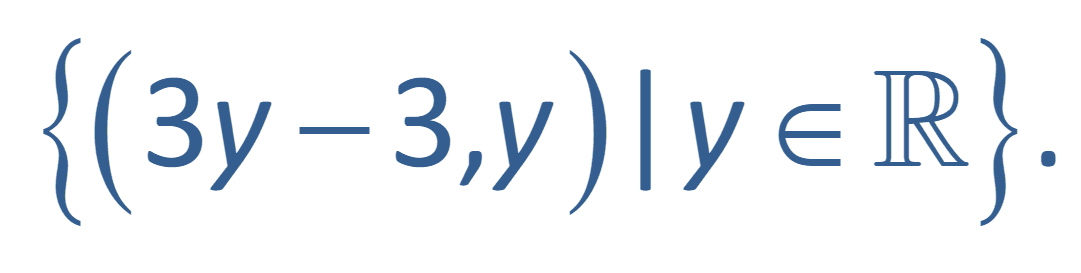 {(3y − 3,y)|y ∈ ℝ}.